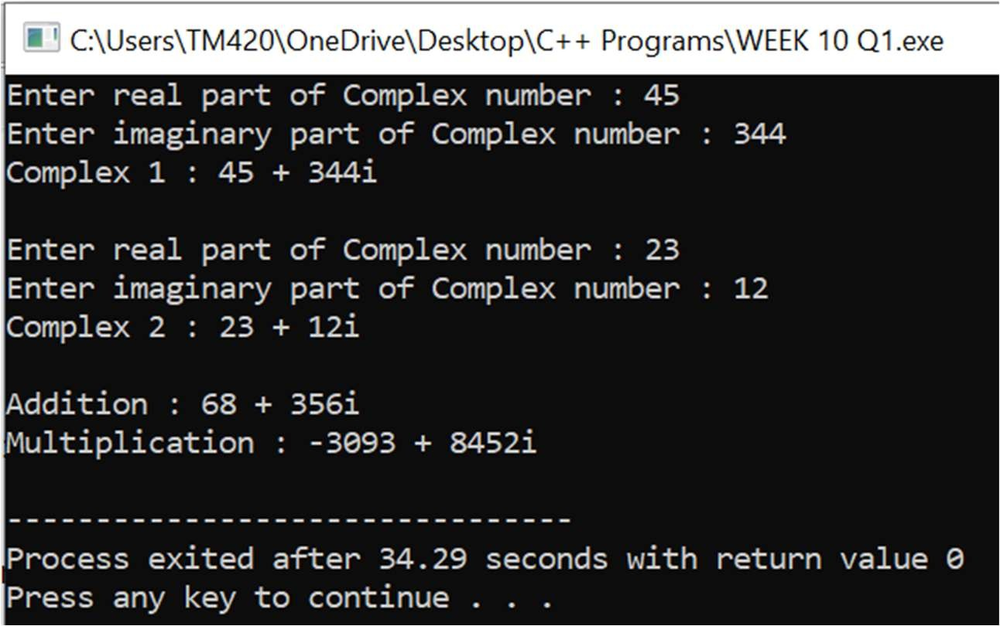 C:\Users\TM420\OneDrive\Desktop\C++ Programs\WEEK 10 Q1.exe
Enter real part of Complex number : 45
Enter imaginary part of Complex number : 344
Complex 1 : 45 + 344i
Enter real part of Complex number : 23
Enter imaginary part of Complex number : 12
Complex 2 : 23 + 12i
Addition : 68 + 356i
Multiplication : -3093 + 8452i
--------------------------------
Process exited after 34.29 seconds with return value 0
Press any key to continue . . .